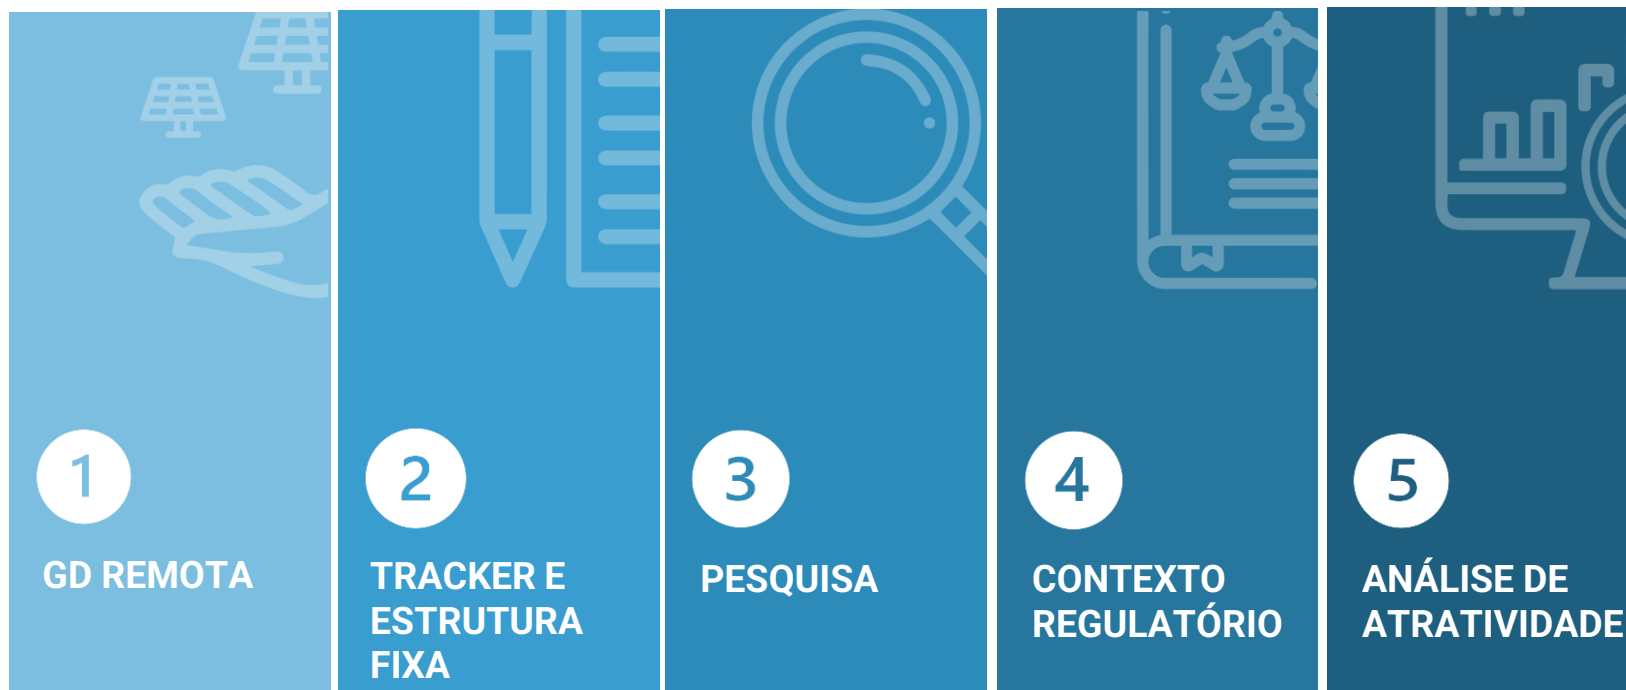 1
GD REMOTA
2
TRACKER E
ESTRUTURA
FIXA
3
PESQUISA
4
CONTEXTO
REGULATÓRIO
5
ANÁLISE DE
ATRATIVIDADE